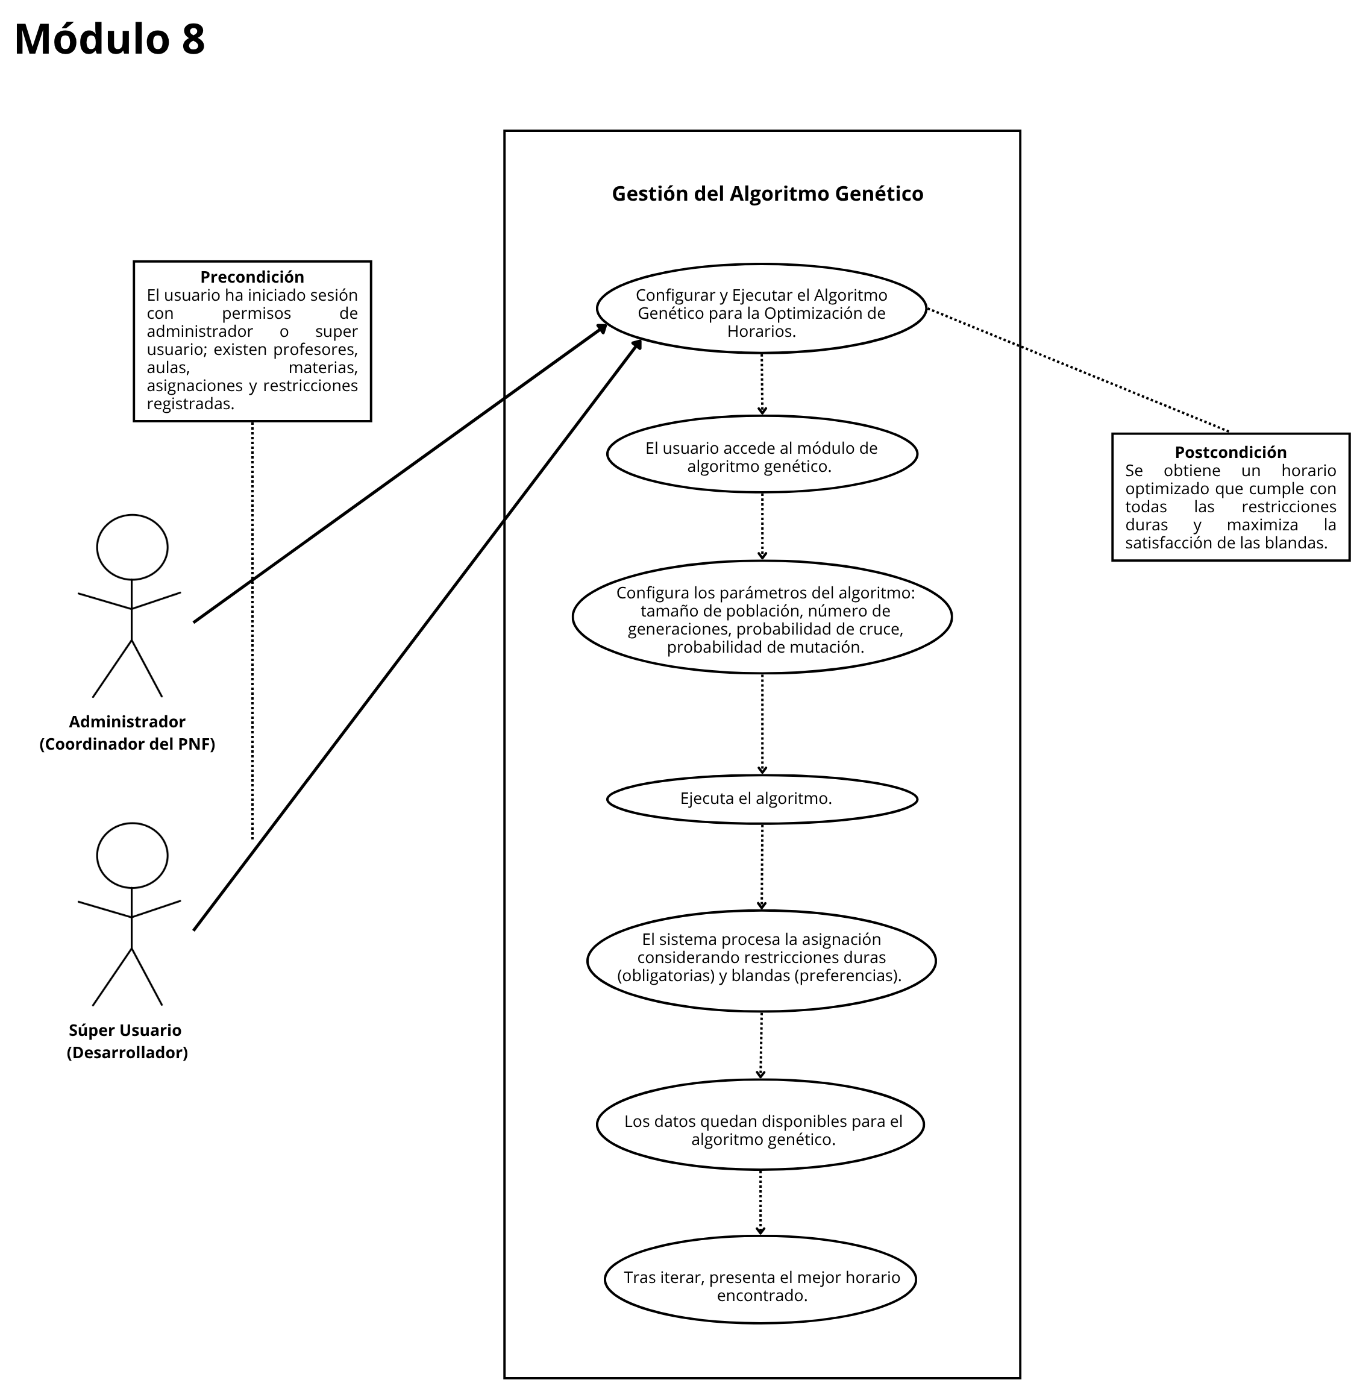 Módulo 8
Gestión del Algoritmo Genético
Precondición
El usuario ha iniciado sesión
con permisos de
administrador o super
usuario; existen profesores,
aulas, materias,
asignaciones y restricciones
registradas.
Configurar y Ejecutar el Algoritmo
Genético para la Optimización de
Horarios.
El usuario accede al módulo de
algoritmo genético.
Postcondición
Se obtiene un horario
optimizado que cumple con
todas las restricciones
duras y maximiza la
satisfacción de las blandas.
Configura los parámetros del algoritmo:
tamaño de población, número de
generaciones, probabilidad de cruce,
probabilidad de mutación.
Administrador
(Coordinador del PNF)
Ejecuta el algoritmo.
El sistema procesa la asignación
considerando restricciones duras
(obligatorias) y blandas (preferencias).
Súper Usuario
(Desarrollador)
Los datos quedan disponibles para el
algoritmo genético.
Tras iterar, presenta el mejor horario
encontrado.